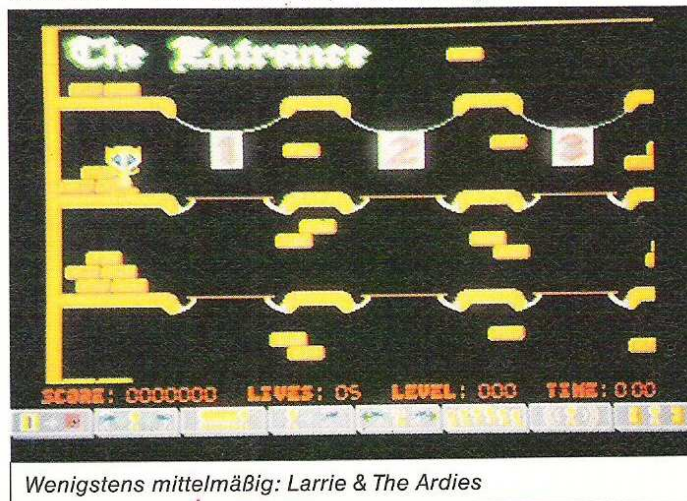 The Entrance
1 2 3
SCORE: 0000000 LIVES: 05 LEVEL: 000 TIME: 0:00
Wenigstens mittelmäßig: Larrie & The Ardies